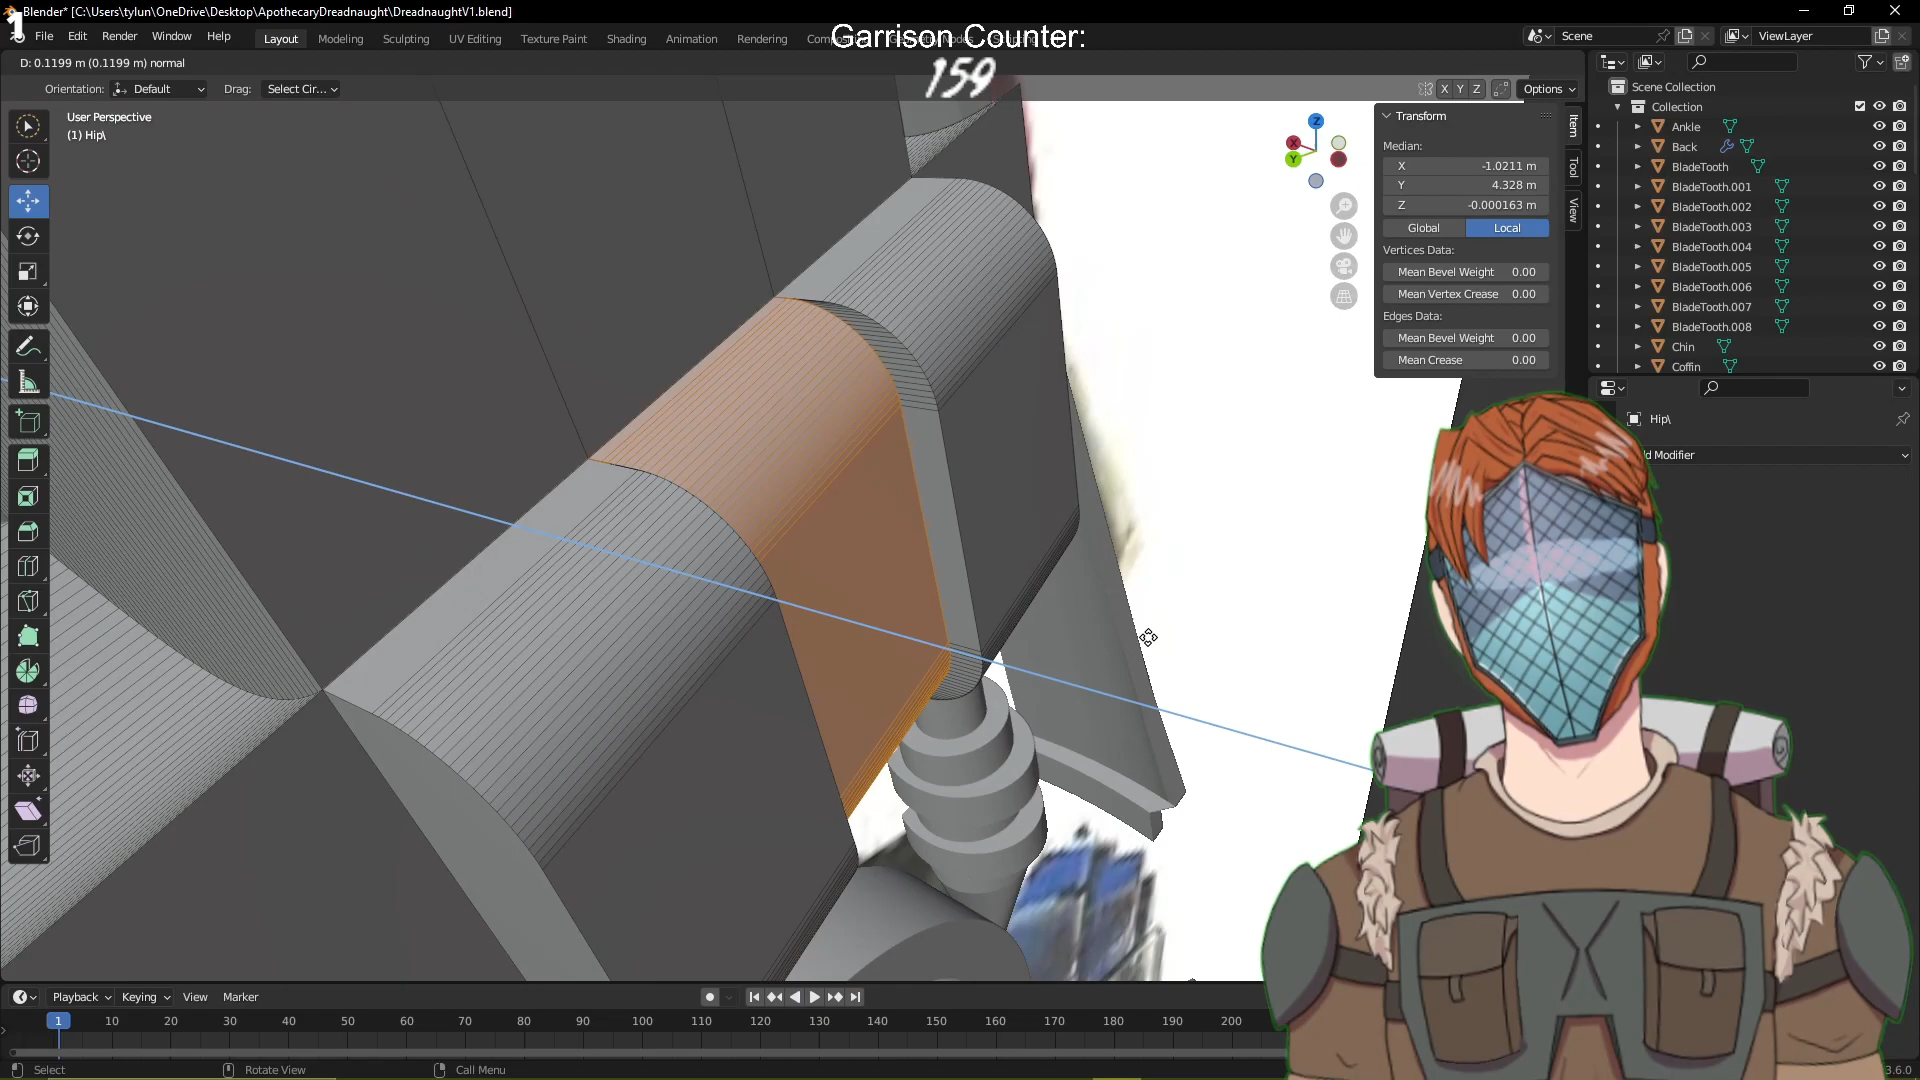 Blender* [C:\Users\tylun\OneDrive\Desktop\ApothecaryDreadnaught\DreadnaughtV1.blend]
1
File Edit Render Window Help Layout Modeling Sculpting UV Editing Texture Paint Shading Animation Rendering
Garrison Counter:
159
Scene ViewLayer
D: 0.1199 m (0.1199 m) normal
Orientation: Default Drag: Select Cir...
X Y Z Options
User Perspective
(1) Hip\
Z
X
Y
Transform
Median:
X -1.0211 m
Y 4.328 m
Z -0.000163 m
Global Local
Vertices Data:
Mean Bevel Weight 0.00
Mean Vertex Crease 0.00
Edges Data:
Mean Bevel Weight 0.00
Mean Crease 0.00
Item
Tool
View
Scene Collection
Collection
Ankle
Back
BladeTooth
BladeTooth.001
BladeTooth.002
BladeTooth.003
BladeTooth.004
BladeTooth.005
BladeTooth.006
BladeTooth.007
BladeTooth.008
Chin
Coffin
Hip\
d Modifier
Playback Keying View Marker
1 10 20 30 40 50 60 70 80 90 100 110 120 130 140 150 160 170 180 190 200
Select Rotate View Call Menu
3.6.0